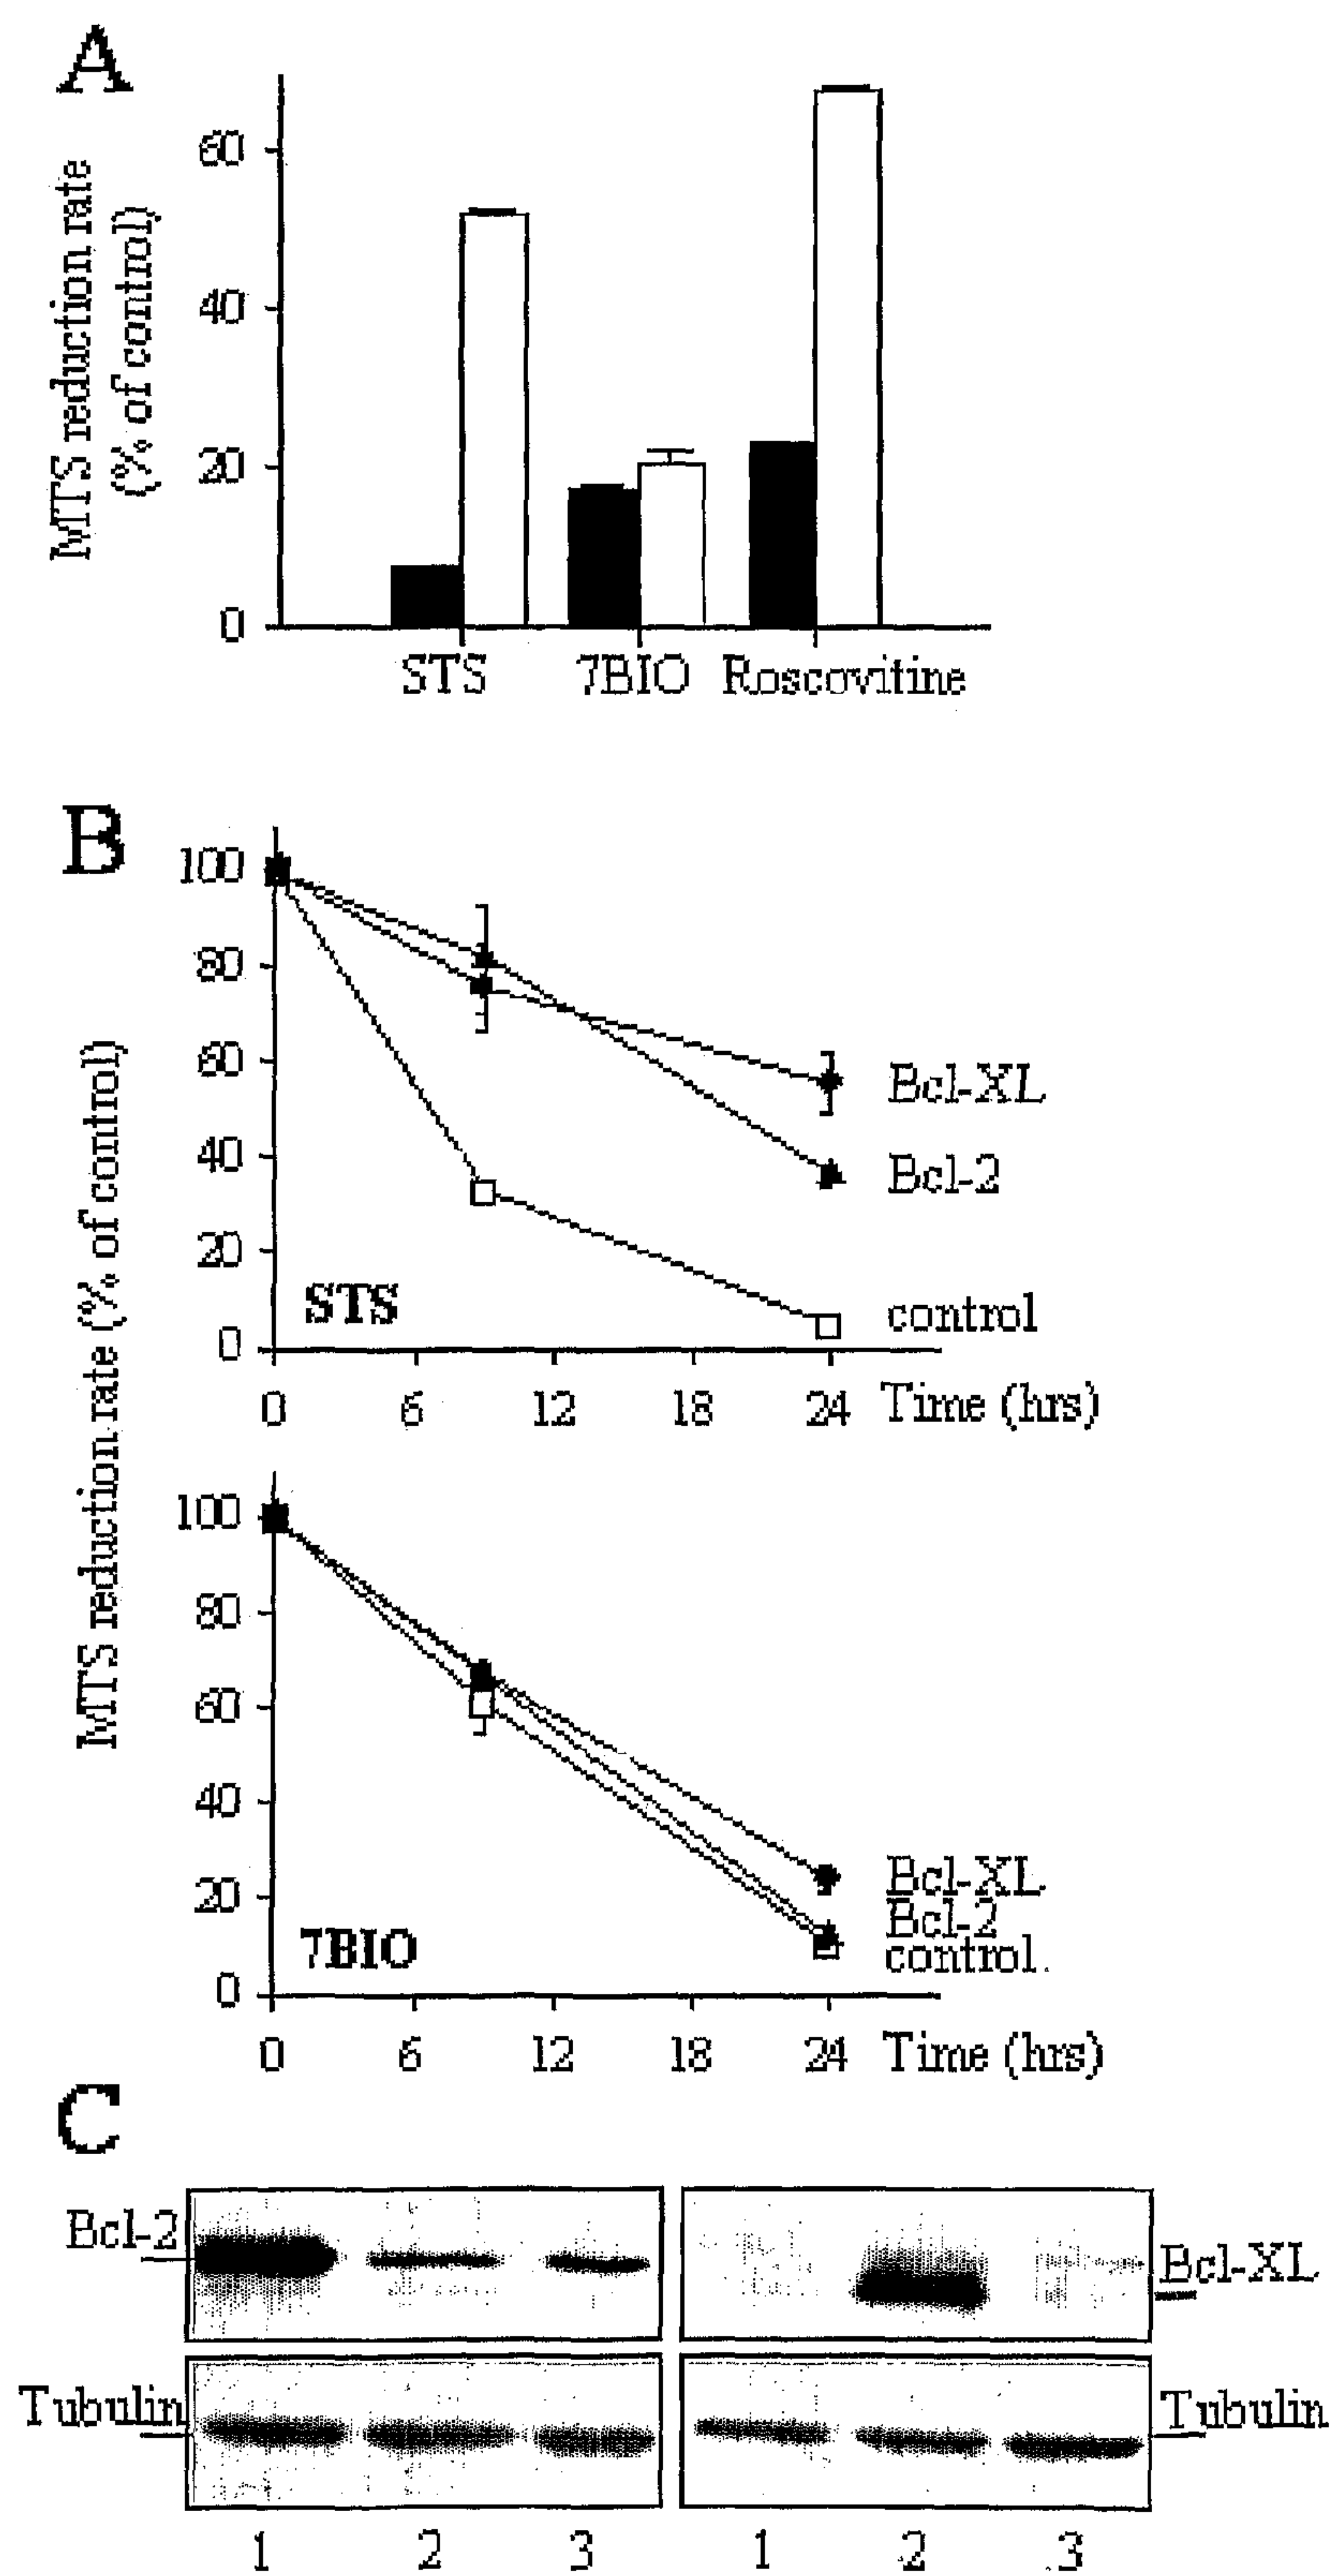 A
MTS reduction rate
(% of control)
60
40
20
0
STS 7BIO Roscovitine
B
MTS reduction rate (% of control)
100
80
60
40
20
0
Bcl-XL
Bcl-2
control
STS
0 6 12 18 24 Time (hrs)
100
80
60
40
20
0
Bcl-XL
Bcl-2
control
7BIO
0 6 12 18 24 Time (hrs)
C
Bcl-2
Bcl-XL
Tubulin
Tubulin
1 2 3 1 2 3